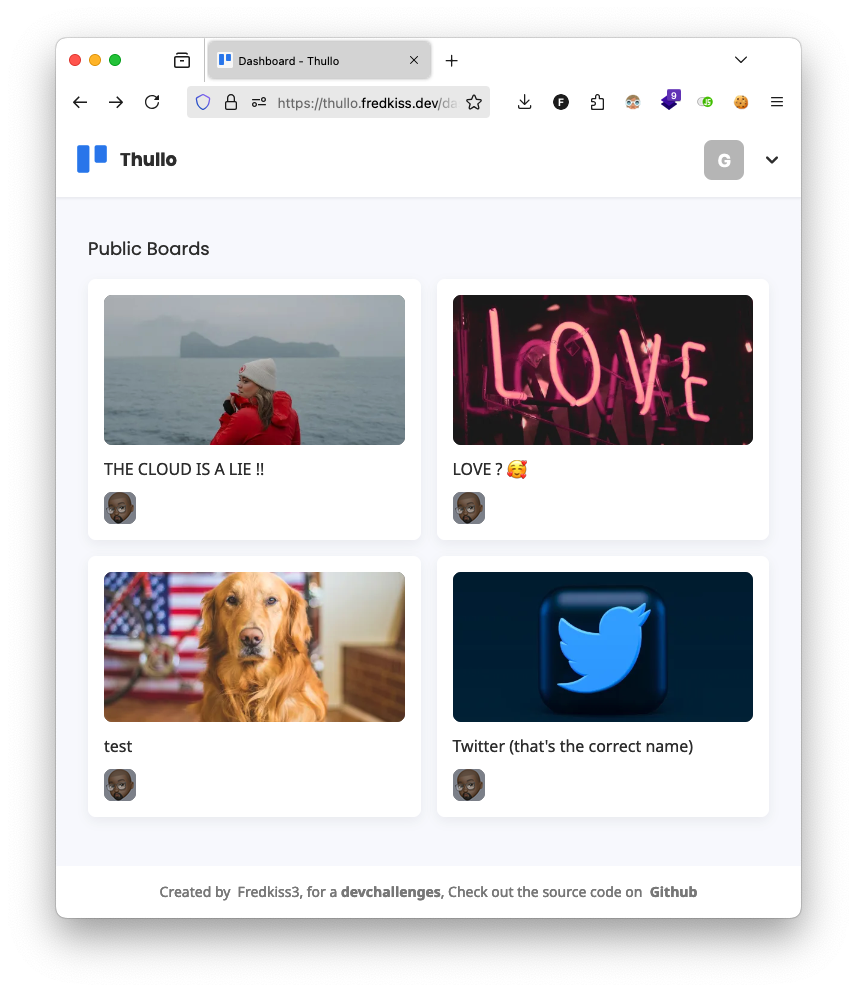 Dashboard - Thullo
9
https://thullo.fredkiss.dev/da
F
JS
Thullo
G
Public Boards
LOVE
THE CLOUD IS A LIE !!
LOVE ? 🥰
test
Twitter (that's the correct name)
Created by Fredkiss3, for a devchallenges, Check out the source code on Github